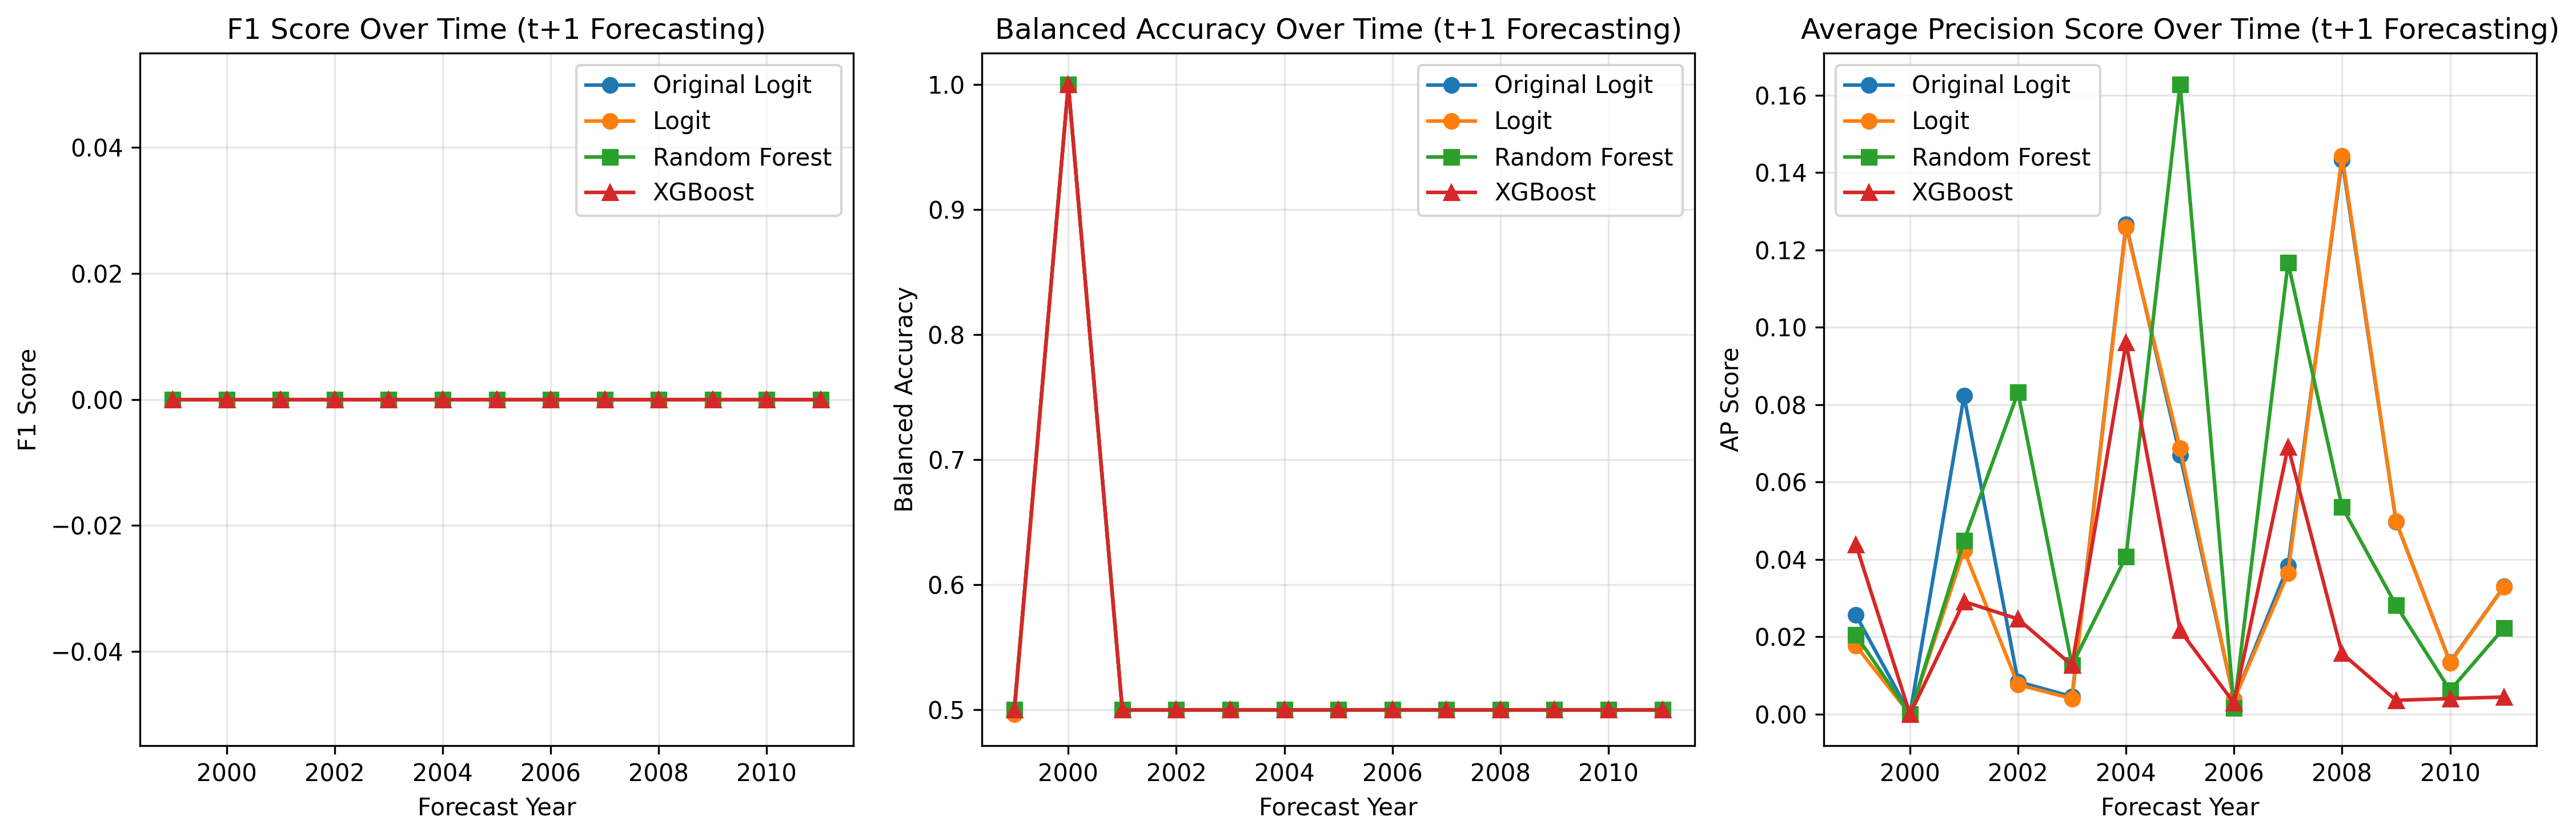 F1 Score Over Time (t+1 Forecasting)
Original Logit
Logit
Random Forest
XGBoost
0.04
0.02
0.00
−0.02
−0.04
F1 Score
2000 2002 2004 2006 2008 2010
Forecast Year
Balanced Accuracy Over Time (t+1 Forecasting)
Original Logit
Logit
Random Forest
XGBoost
1.0
0.9
0.8
0.7
0.6
0.5
Balanced Accuracy
2000 2002 2004 2006 2008 2010
Forecast Year
Average Precision Score Over Time (t+1 Forecasting)
Original Logit
Logit
Random Forest
XGBoost
0.16
0.14
0.12
0.10
0.08
0.06
0.04
0.02
0.00
AP Score
2000 2002 2004 2006 2008 2010
Forecast Year